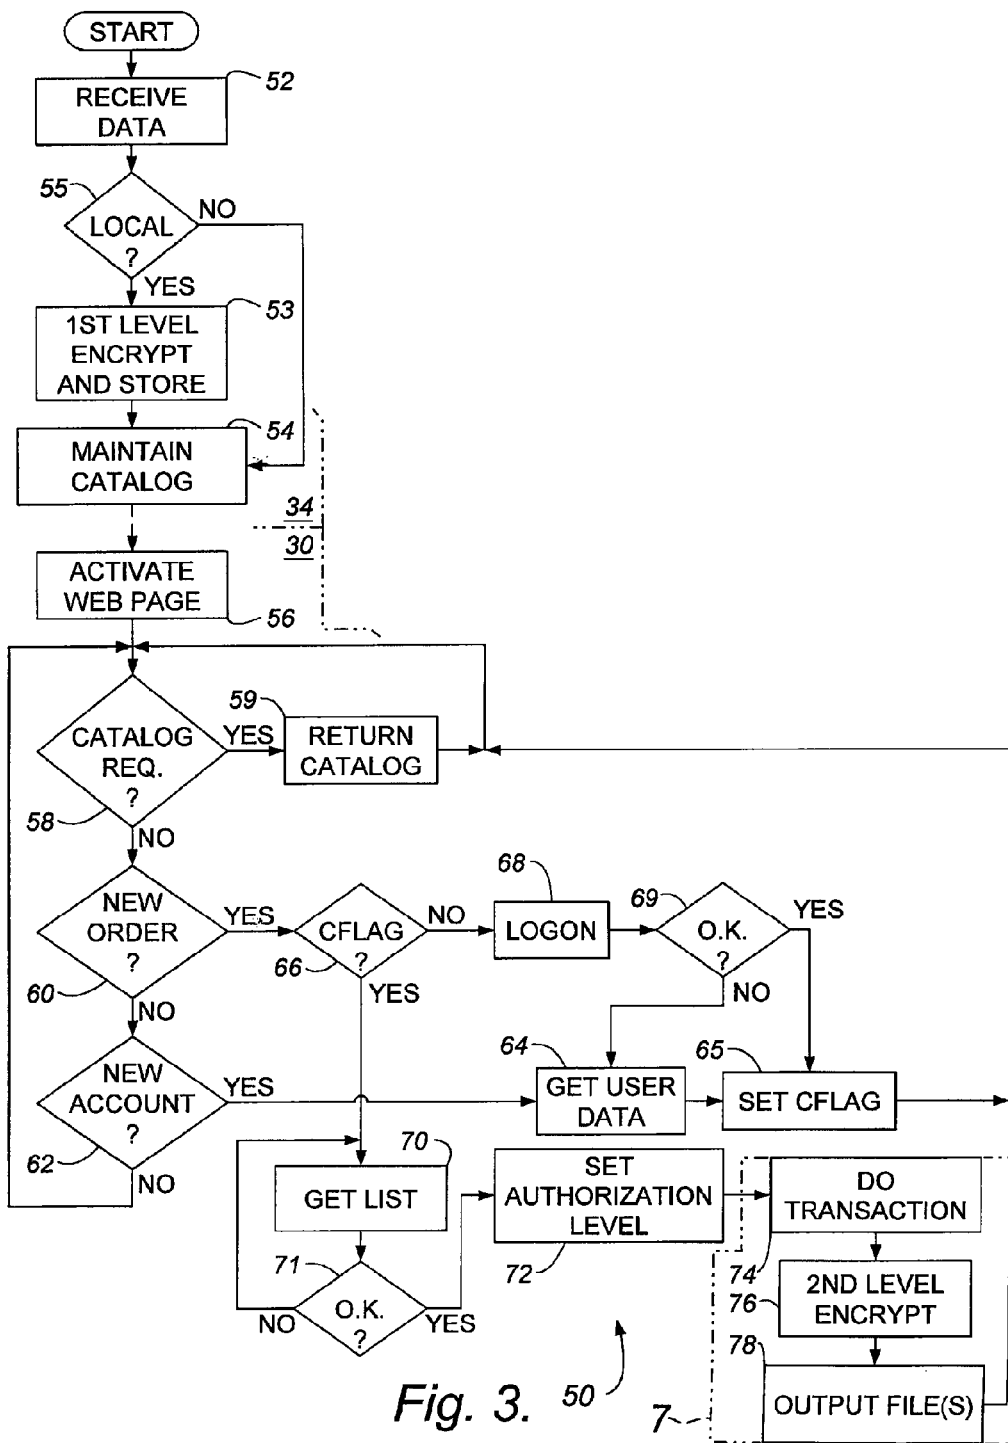 START
52
RECEIVE
DATA
55
LOCAL
?
NO
YES
53
1ST LEVEL
ENCRYPT
AND STORE
54
MAINTAIN
CATALOG
34
30
ACTIVATE
WEB PAGE
56
CATALOG
REQ.
?
58
YES
59
RETURN
CATALOG
NO
NEW
ORDER
?
60
YES
CFLAG
?
66
NO
68
LOGON
69
O.K.
?
YES
YES
NO
NO
NEW
ACCOUNT
?
62
YES
64
GET USER
DATA
65
SET CFLAG
NO
70
GET LIST
71
O.K.
?
NO
YES
SET
AUTHORIZATION
LEVEL
72
DO
TRANSACTION
74
2ND LEVEL
ENCRYPT
76
78
OUTPUT FILE(S)
7
50
Fig. 3.